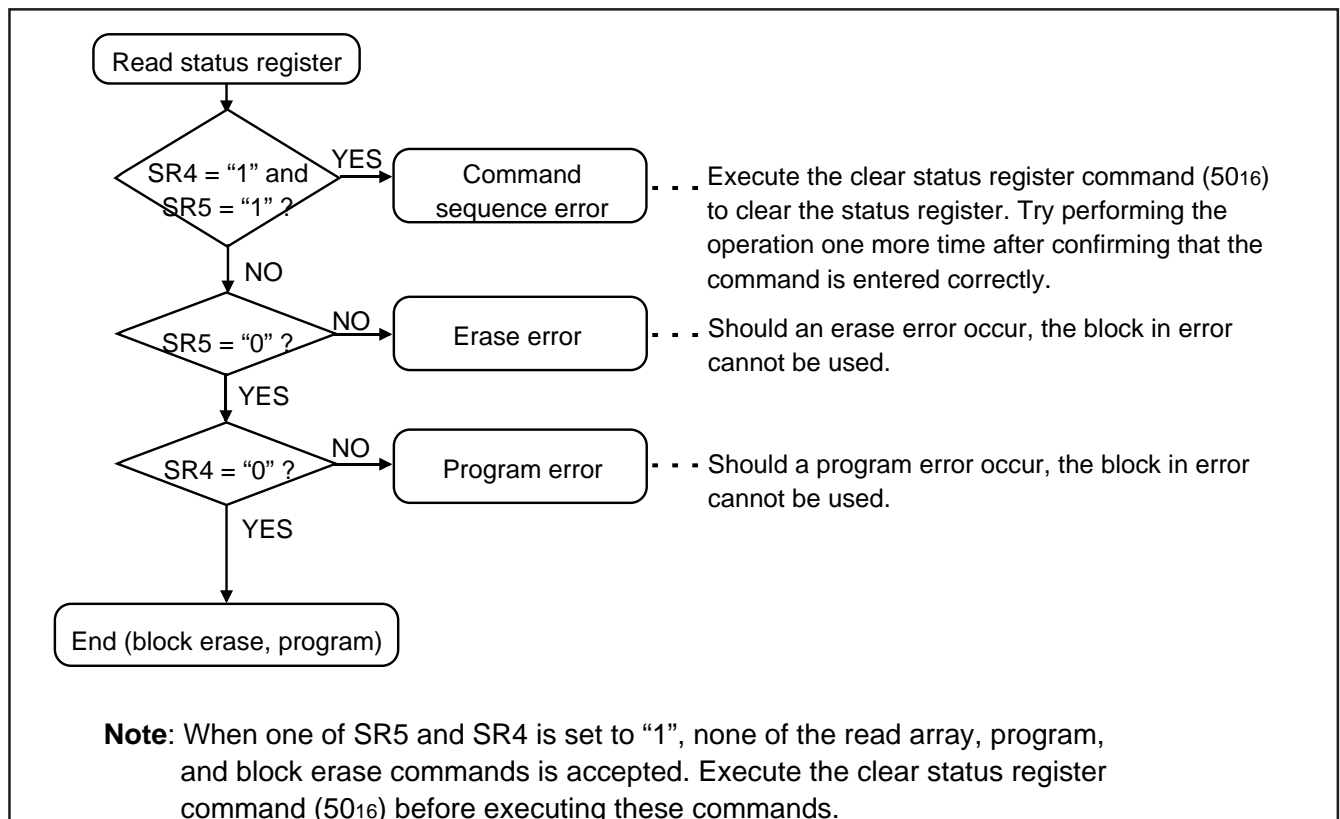 Read status register
SR4 = “1” and
SR5 = “1” ?
YES
Command
sequence error
Execute the clear status register command (5016)
to clear the status register. Try performing the
operation one more time after confirming that the
command is entered correctly.
NO
SR5 = “0” ?
NO
Erase error
Should an erase error occur, the block in error
cannot be used.
YES
SR4 = “0” ?
NO
Program error
Should a program error occur, the block in error
cannot be used.
YES
End (block erase, program)
Note: When one of SR5 and SR4 is set to “1”, none of the read array, program,
and block erase commands is accepted. Execute the clear status register
command (5016) before executing these commands.